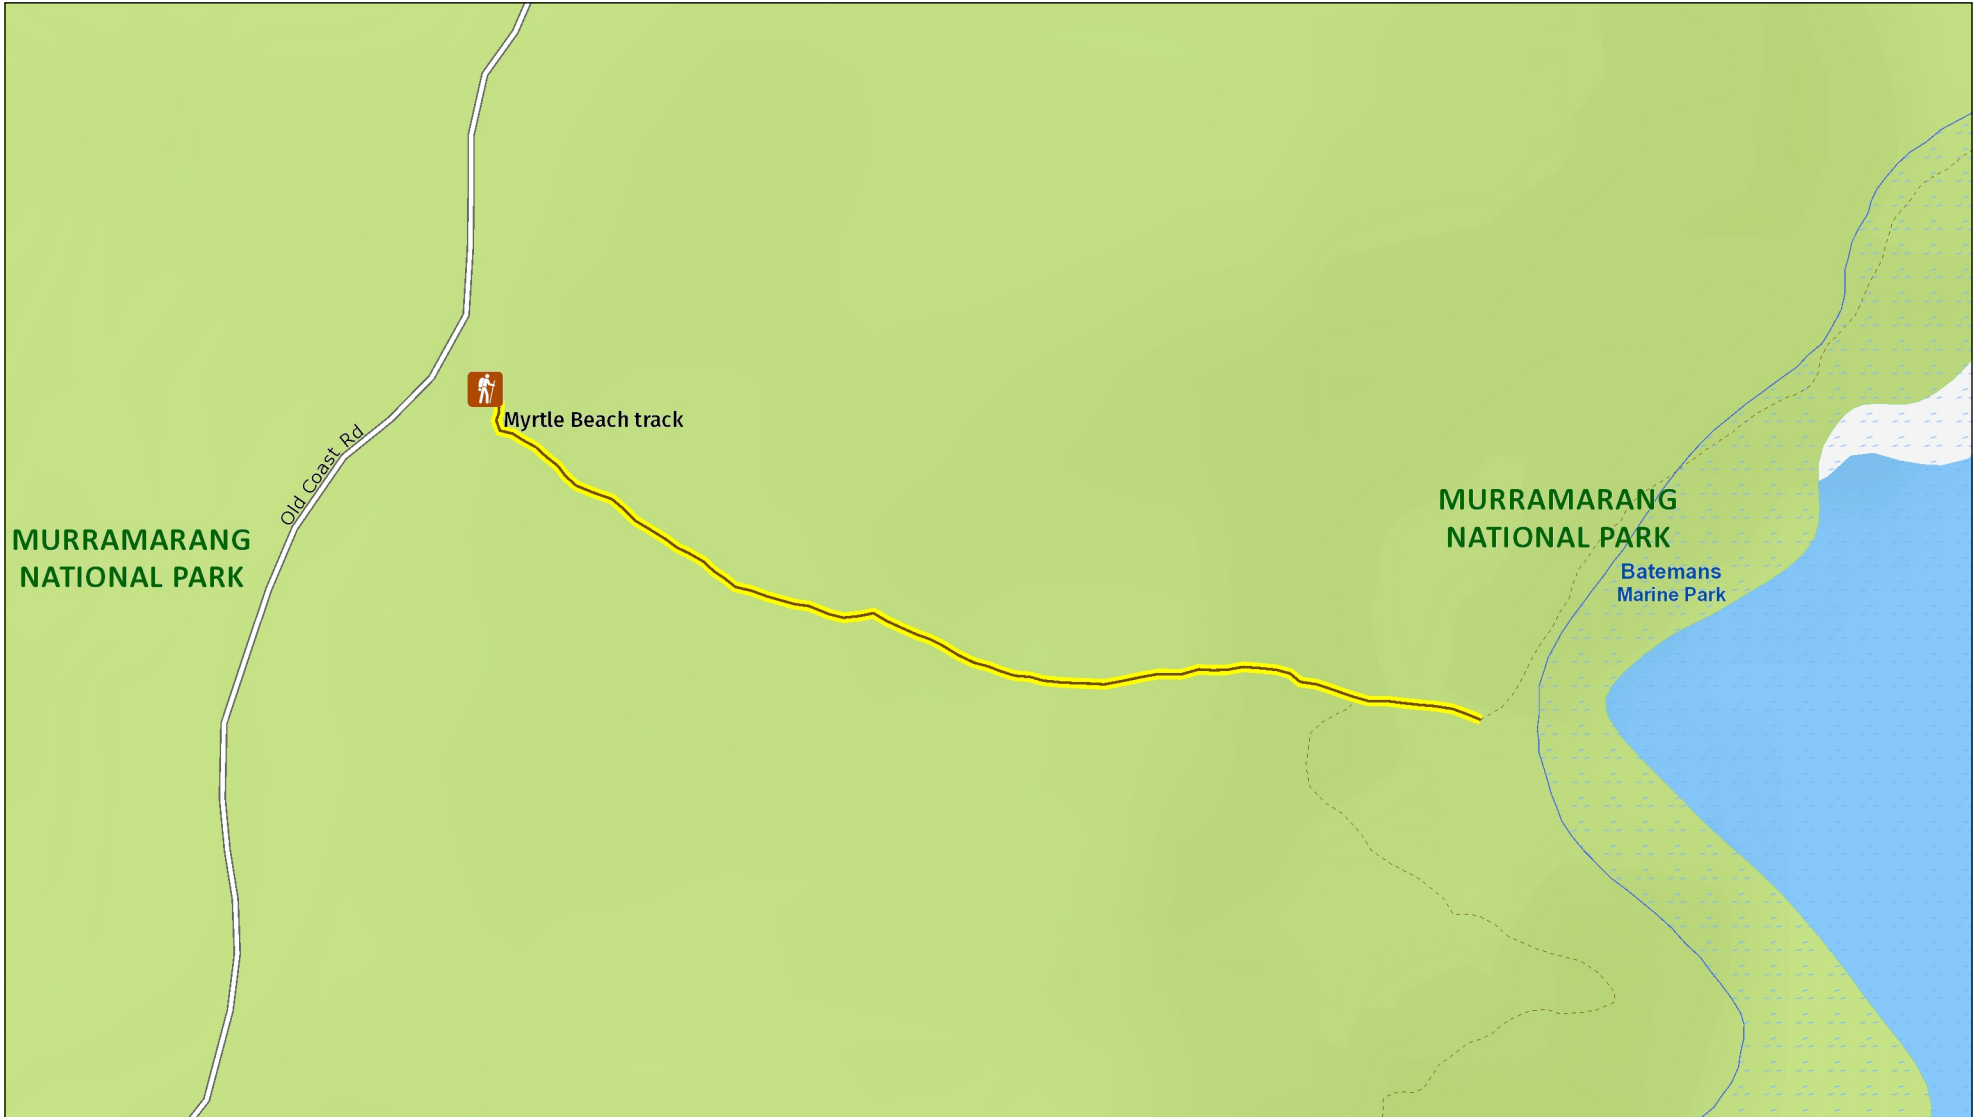 Myrtle Beach track
Old Coast Rd
MURRAMARANG
NATIONAL PARK
MURRAMARANG
NATIONAL PARK
Batemans
Marine Park